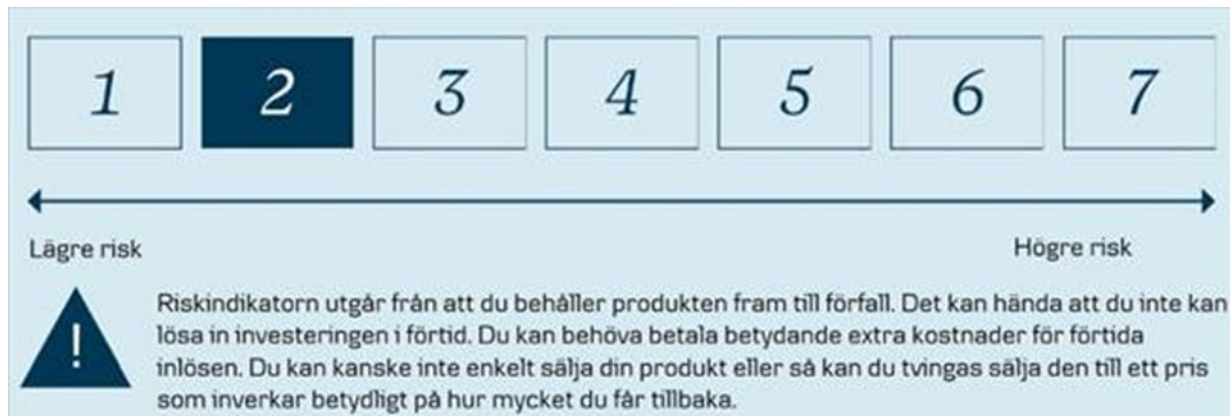 1 2 3 4 5 6 7
Lägre risk Högre risk
!
Riskindikatorn utgår från att du behåller produkten fram till förfall. Det kan hända att du inte kan
lösa in investeringen i förtid. Du kan behöva betala betydande extra kostnader för förtida
inlösen. Du kan kanske inte enkelt sälja din produkt eller så kan du tvingas sälja den till ett pris
som inverkar betydligt på hur mycket du får tillbaka.